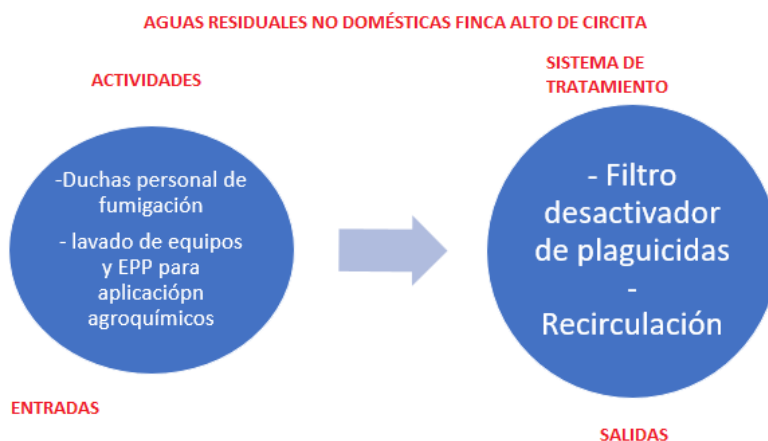 AGUAS RESIDUALES NO DOMÉSTICAS FINCA ALTO DE CIRCITA
ACTIVIDADES
-Duchas personal de
fumigación
- lavado de equipos
y EPP para
aplicaciópn
agroquímicos
ENTRADAS
SISTEMA DE
TRATAMIENTO
- Filtro
desactivador
de plaguicidas
-
Recirculación
SALIDAS